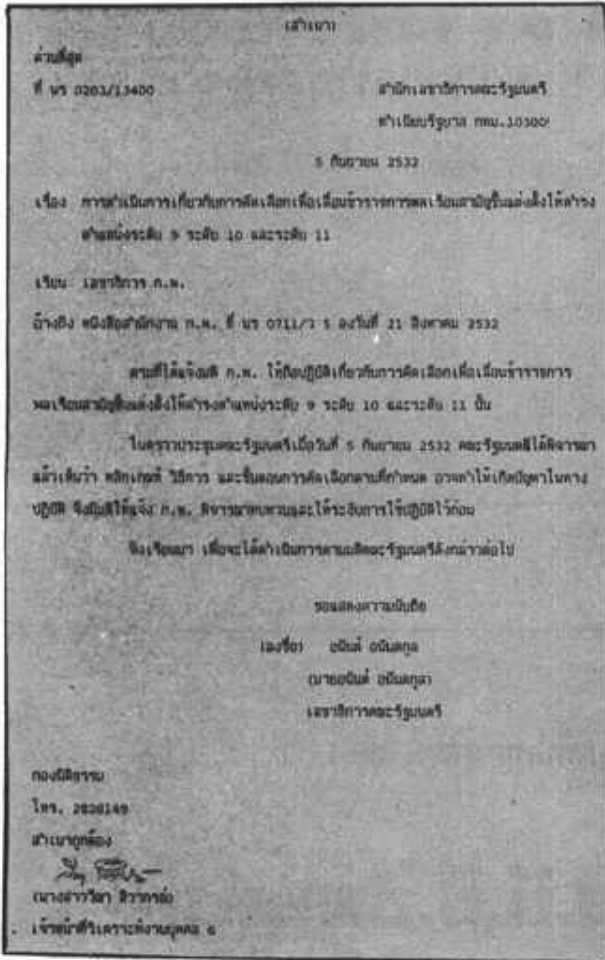 (สำเนา)
ด่วนที่สุด
ที่ นร 0203/13400 สำนักเลขาธิการคณะรัฐมนตรี
ทำเนียบรัฐบาล กทม.10300
5 กันยายน 2532
เรื่อง การดำเนินการเกี่ยวกับการคัดเลือกเพื่อเลื่อนข้าราชการพลเรือนสามัญขึ้นแต่งตั้งให้ดำรง
ตำแหน่งระดับ 9 ระดับ 10 และระดับ 11
เรียน เลขาธิการ ก.พ.
อ้างถึง หนังสือสำนักงาน ก.พ. ที่ นร 0711/ว 5 ลงวันที่ 21 สิงหาคม 2532
ตามที่ได้แจ้งมติ ก.พ. ให้ถือปฏิบัติเกี่ยวกับการคัดเลือกเพื่อเลื่อนข้าราชการ
พลเรือนสามัญขึ้นแต่งตั้งให้ดำรงตำแหน่งระดับ 9 ระดับ 10 และระดับ 11 นั้น
ในคราวประชุมคณะรัฐมนตรีเมื่อวันที่ 5 กันยายน 2532 คณะรัฐมนตรีได้พิจารณา
แล้วเห็นว่า หลักเกณฑ์ วิธีการ และขั้นตอนการคัดเลือกตามที่กำหนด อาจทำให้เกิดปัญหาในทาง
ปฏิบัติ จึงมีมติให้แจ้ง ก.พ. พิจารณาทบทวนและให้ระงับการใช้ปฏิบัติไว้ก่อน
จึงเรียนมา เพื่อจะได้ดำเนินการตามมติคณะรัฐมนตรีดังกล่าวต่อไป
ขอแสดงความนับถือ
(ลงชื่อ) อนันต์ อนันตกูล
(นายอนันต์ อนันตกูล)
เลขาธิการคณะรัฐมนตรี
กองนิติธรรม
โทร. 2828149
สำเนาถูกต้อง
(นางสาววีณา
เจ้าหน้าที่วิเคราะห์งานบุคคล 6